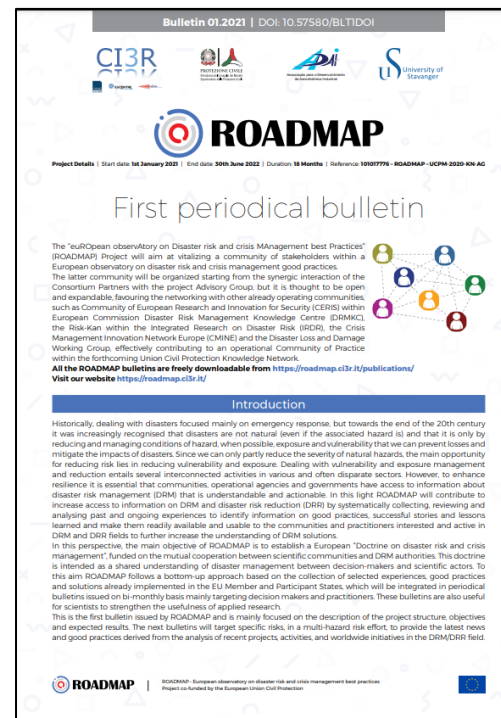 Bulletin 01.2021 | DOI: 10.57580/BLT1DOI
CI3R
PROTEZIONE CIVILE
ADAI
University of
Stavanger
ROADMAP
Project Details | Start date: 1st January 2021 | End date: 30th June 2022 | Duration: 18 Months | Reference: 101017776 - ROADMAP - UCPM-2020-KN-AG
First periodical bulletin
The "euROpean observAtory on Disaster risk and crisis MAnagement best Practices"
(ROADMAP) Project will aim at vitalizing a community of stakeholders within a
European observatory on disaster risk and crisis management good practices.
The latter community will be organized starting from the synergic interaction of the
Consortium Partners with the project Advisory Group, but it is thought to be open
and expandable, favouring the networking with other already operating communities,
such as Community of European Research and Innovation for Security (CERIS) within
European Commission Disaster Risk Management Knowledge Centre (DRMKC),
the Risk-Kan within the Integrated Research on Disaster Risk (IRDR), the Crisis
Management Innovation Network Europe (CMINE) and the Disaster Loss and Damage
Working Group, effectively contributing to an operational Community of Practice
within the forthcoming Union Civil Protection Knowledge Network.
All the ROADMAP bulletins are freely downloadable from https://roadmap.ci3r.it/publications/
Visit our website https://roadmap.ci3r.it/
Introduction
Historically, dealing with disasters focused mainly on emergency response, but towards the end of the 20th century
it was increasingly recognised that disasters are not natural (even if the associated hazard is) and that it is only by
reducing and managing conditions of hazard, when possible, exposure and vulnerability that we can prevent losses and
mitigate the impacts of disasters. Since we can only partly reduce the severity of natural hazards, the main opportunity
for reducing risk lies in reducing vulnerability and exposure. Dealing with vulnerability and exposure management
and reduction entails several interconnected activities in various and often disparate sectors. However, to enhance
resilience it is essential that communities, operational agencies and governments have access to information about
disaster risk management (DRM) that is understandable and actionable. In this light ROADMAP will contribute to
increase access to information on DRM and disaster risk reduction (DRR) by systematically collecting, reviewing and
analysing past and ongoing experiences to identify information on good practices, successful stories and lessons
learned and make them readily available and usable to the communities and practitioners interested and active in
DRM and DRR fields to further increase the understanding of DRM solutions.
In this perspective, the main objective of ROADMAP is to establish a European "Doctrine on disaster risk and crisis
management", funded on the mutual cooperation between scientific communities and DRM authorities. This doctrine
is intended as a shared understanding of disaster management between decision-makers and scientific actors. To
this aim ROADMAP follows a bottom-up approach based on the collection of selected experiences, good practices
and solutions already implemented in the EU Member and Participant States, which will be integrated in periodical
bulletins issued on bi-monthly basis mainly targeting decision makers and practitioners. These bulletins are also useful
for scientists to strengthen the usefulness of applied research.
This is the first bulletin issued by ROADMAP and is mainly focused on the description of the project structure, objectives
and expected results. The next bulletins will target specific risks, in a multi-hazard risk effort, to provide the latest news
and good practices derived from the analysis of recent projects, activities, and worldwide initiatives in the DRM/DRR field.
ROADMAP
ROADMAP - European observatory on disaster risk and crisis management best practices
Project co-funded by the European Union Civil Protection